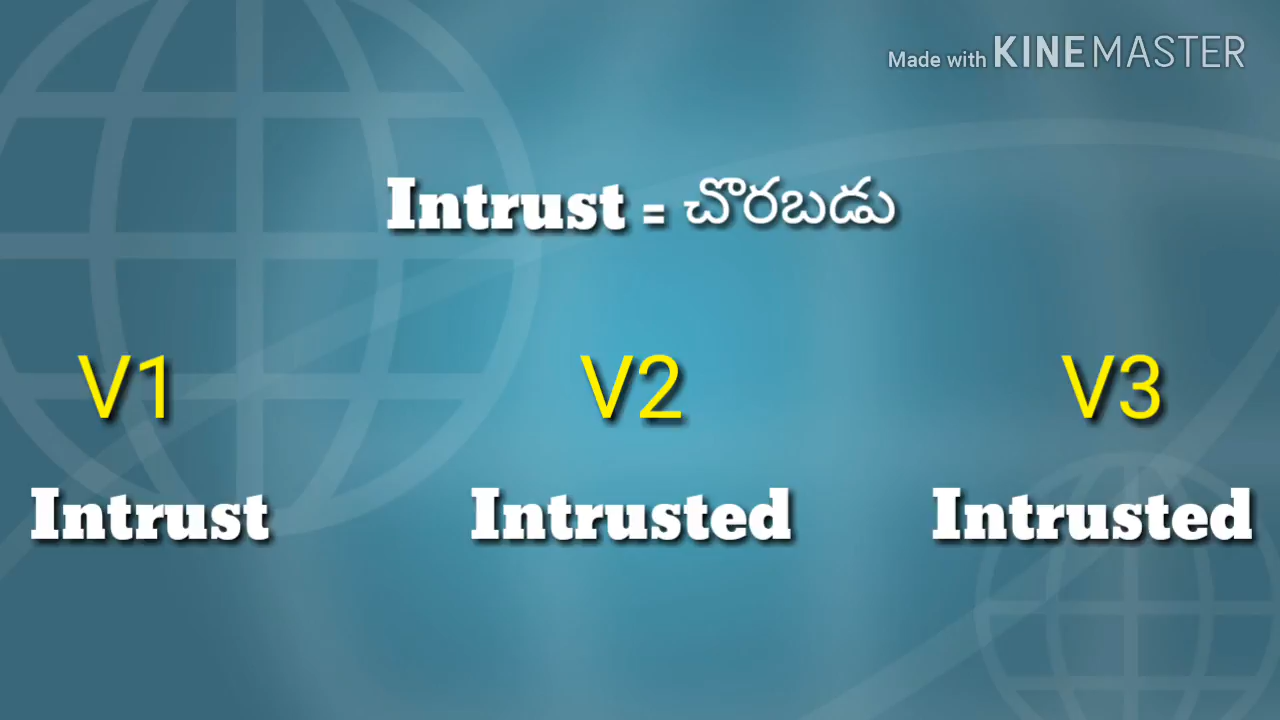 Made with KINEMASTER
Intrust = చొరబడు
V1 V2 V3
Intrust Intrusted Intrusted